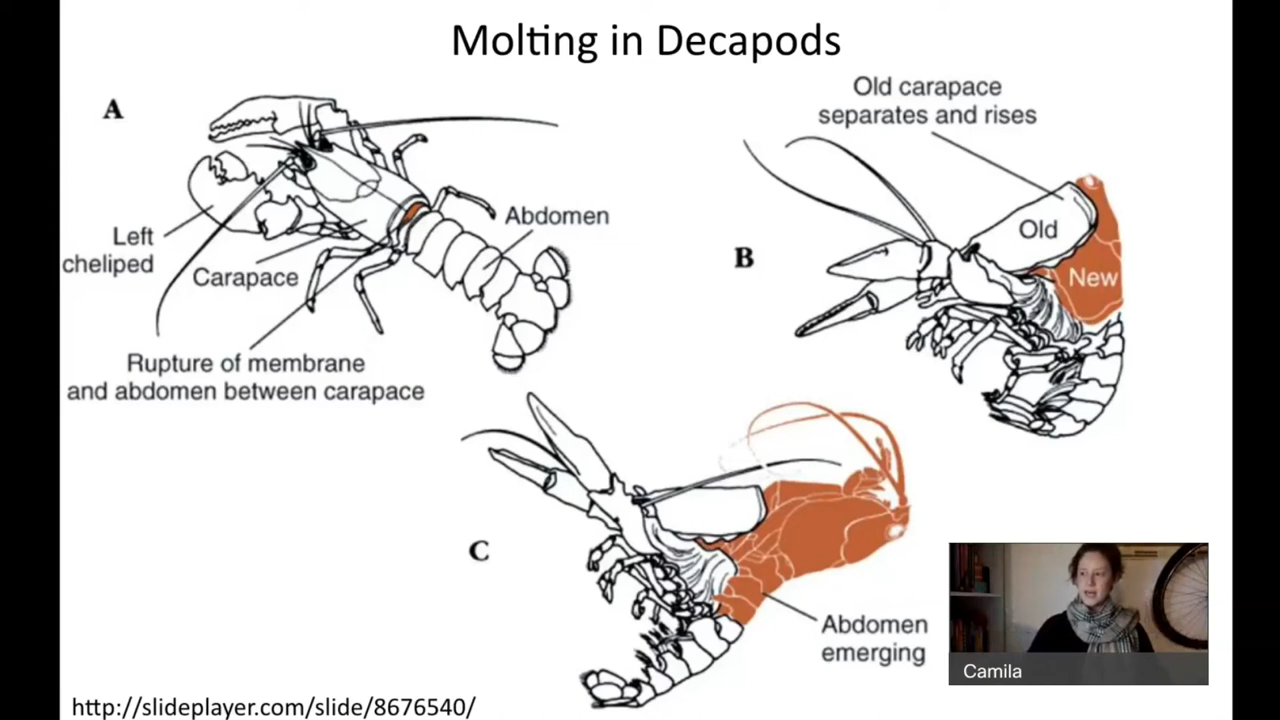 Molting in Decapods
A
Left
cheliped
Carapace
Abdomen
Rupture of membrane
and abdomen between carapace
Old carapace
separates and rises
B
Old
New
C
Abdomen
emerging
Camila
http://slideplayer.com/slide/8676540/